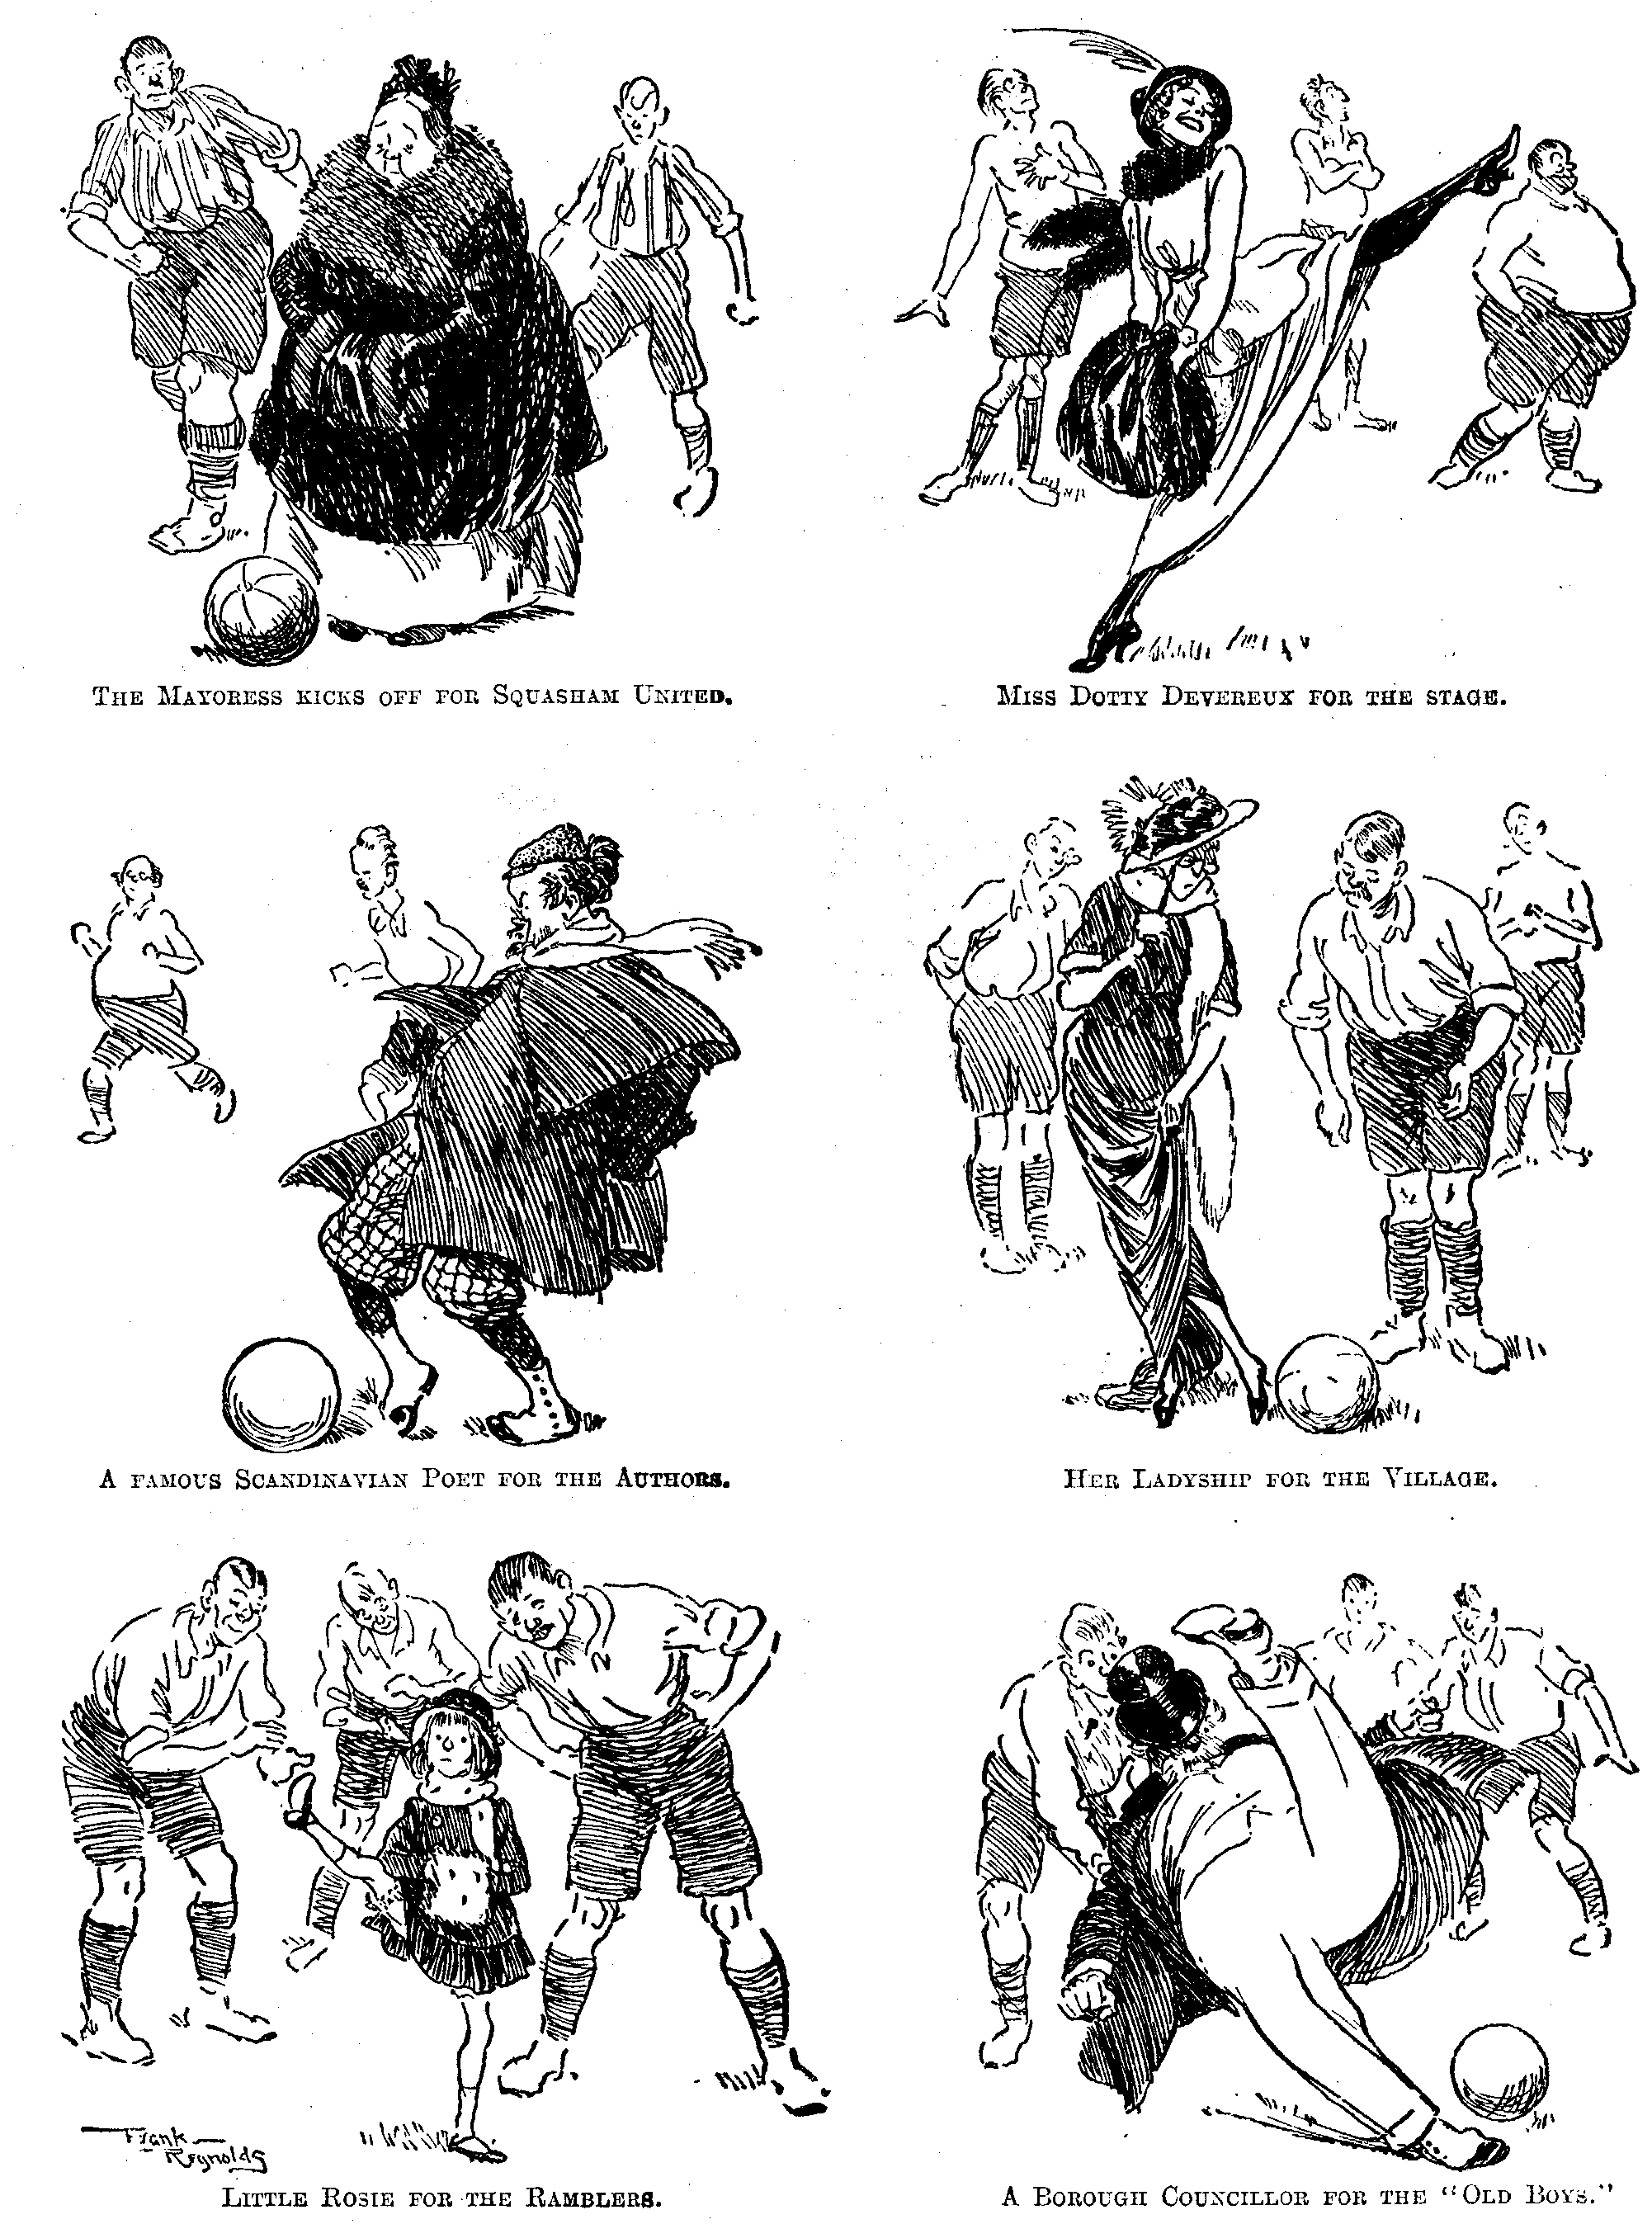 THE MAYORESS KICKS OFF FOR SQUASHAM UNITED.
MISS DOTTY DEVEREUX FOR THE STAGE.
A FAMOUS SCANDINAVIAN POET FOR THE AUTHORS.
HER LADYSHIP FOR THE VILLAGE.
Frank
Reynolds
LITTLE ROSIE FOR THE RAMBLERS.
A BOROUGH COUNCILLOR FOR THE "OLD BOYS."